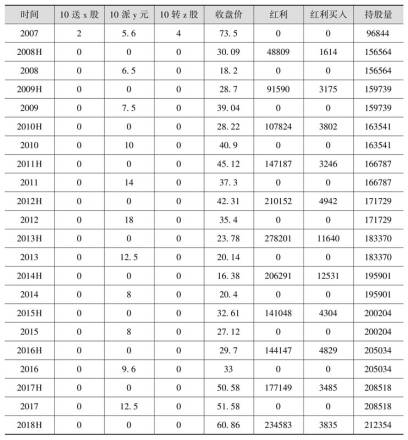 时间 10 送 x 股 10 派 y 元 10 转 z 股 收盘价 红利 红利买入 持股量
2007 2 5. 6 4 73. 5 0 0 96844
2008H 0 0 0 30. 09 48809 1614 156564
2008 0 6. 5 0 18. 2 0 0 156564
2009H 0 0 0 28. 7 91590 3175 159739
2009 0 7. 5 0 39. 04 0 0 159739
2010H 0 0 0 28. 22 107824 3802 163541
2010 0 10 0 40. 9 0 0 163541
2011H 0 0 0 45. 12 147187 3246 166787
2011 0 14 0 37. 3 0 0 166787
2012H 0 0 0 42. 31 210152 4942 171729
2012 0 18 0 35. 4 0 0 171729
2013H 0 0 0 23. 78 278201 11640 183370
2013 0 12. 5 0 20. 14 0 0 183370
2014H 0 0 0 16. 38 206291 12531 195901
2014 0 8 0 20. 4 0 0 195901
2015H 0 0 0 32. 61 141048 4304 200204
2015 0 8 0 27. 12 0 0 200204
2016H 0 0 0 29. 7 144147 4829 205034
2016 0 9. 6 0 33 0 0 205034
2017H 0 0 0 50. 58 177149 3485 208518
2017 0 12. 5 0 51. 58 0 0 208518
2018H 0 0 0 60. 86 234583 3835 212354